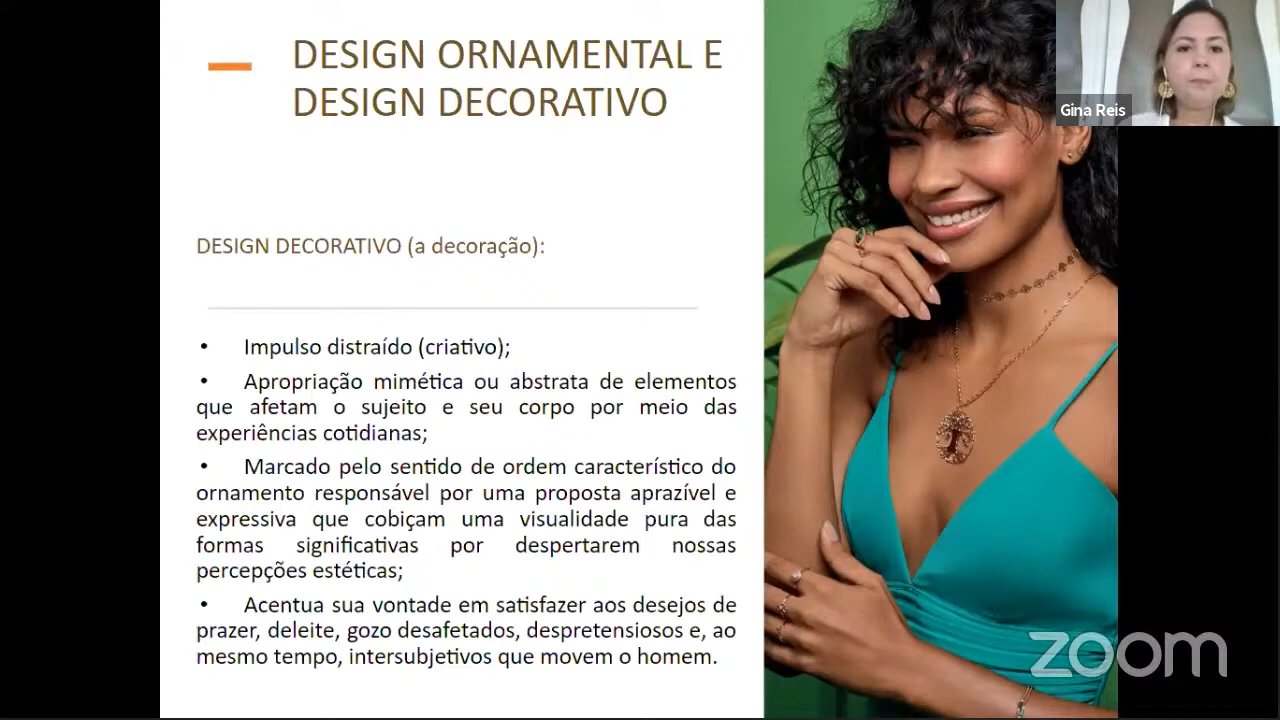 DESIGN ORNAMENTAL E
DESIGN DECORATIVO
Gina Reis
DESIGN DECORATIVO (a decoração):
• Impulso distraído (criativo);
• Apropriação mimética ou abstrata de elementos
que afetam o sujeito e seu corpo por meio das
experiências cotidianas;
• Marcado pelo sentido de ordem característico do
ornamento responsável por uma proposta aprazível e
expressiva que cobiçam uma visualidade pura das
formas significativas por despertarem nossas
percepções estéticas;
• Acentua sua vontade em satisfazer aos desejos de
prazer, deleite, gozo desafetados, despretensiosos e, ao
mesmo tempo, intersubjetivos que movem o homem.
zoom